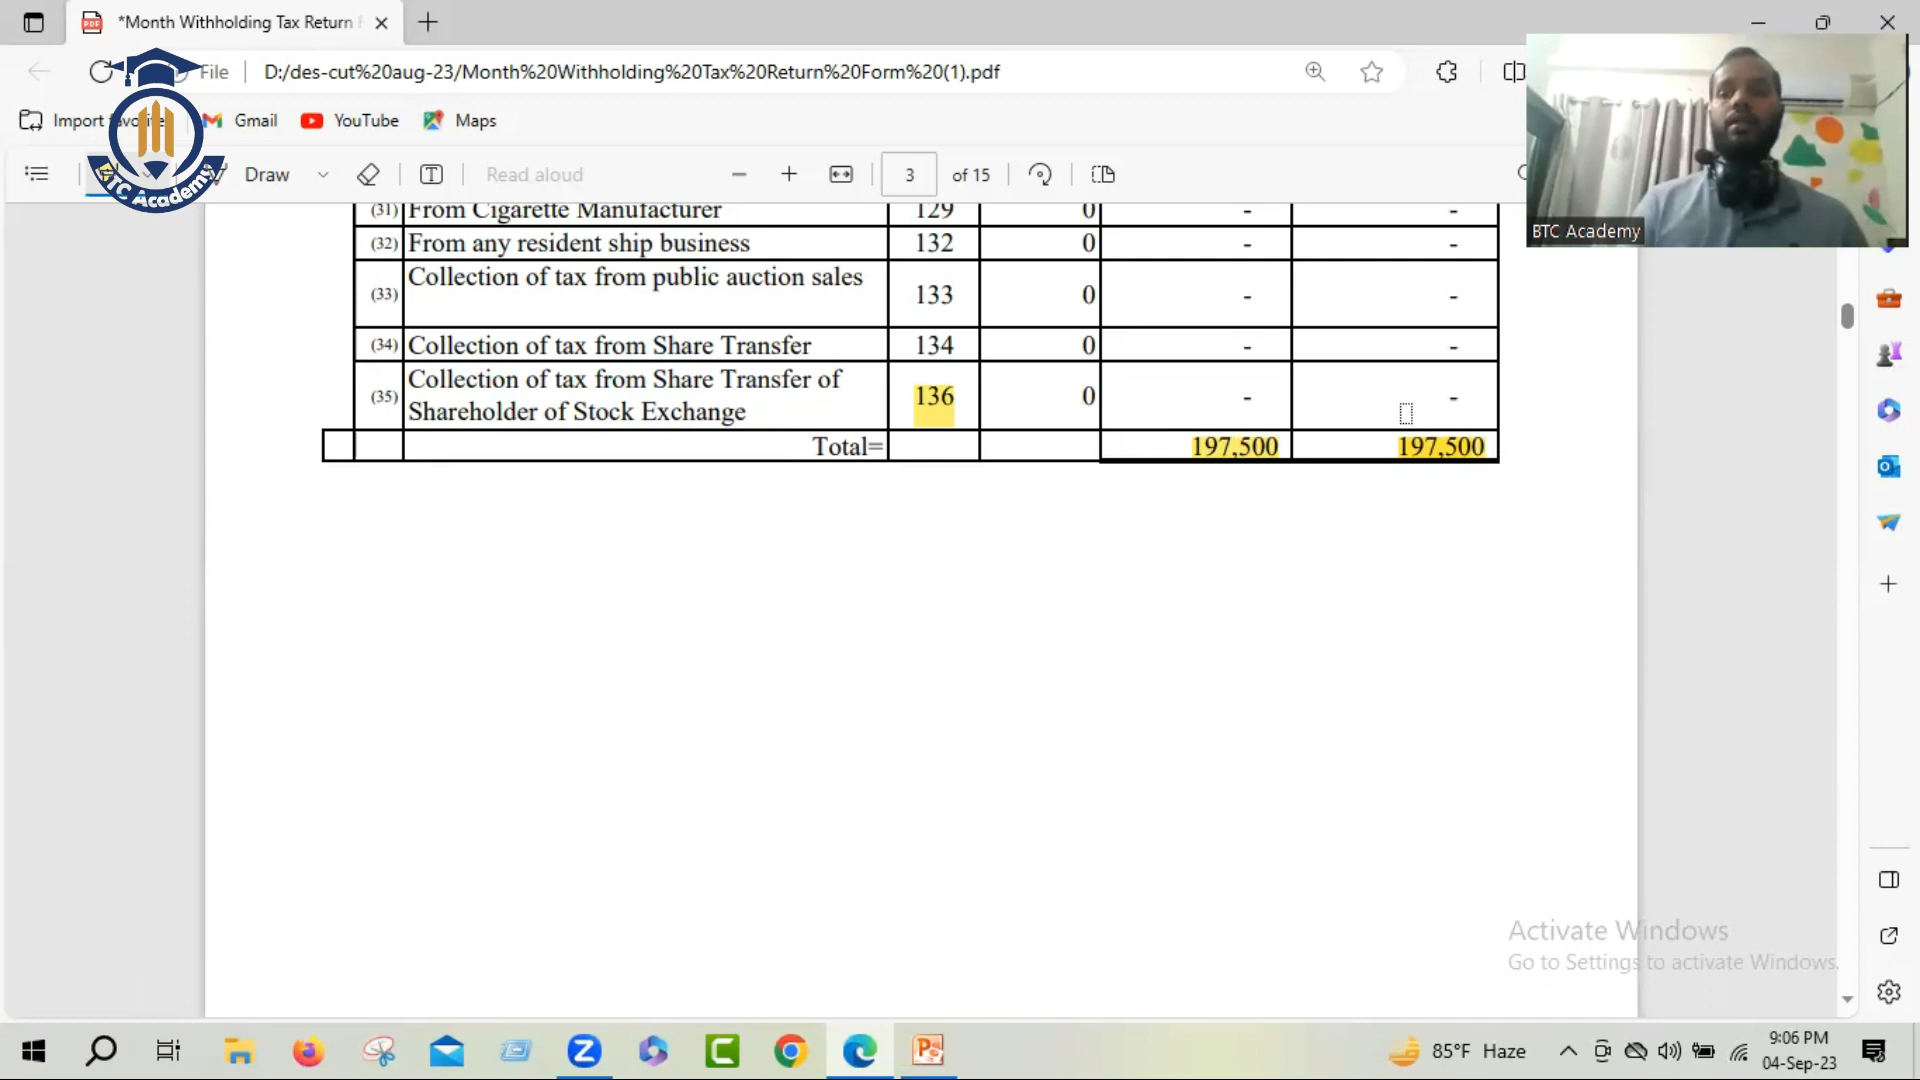 *Month Withholding Tax Return F
File
D:/des-cut%20aug-23/Month%20Withholding%20Tax%20Return%20Form%20(1).pdf
Gmail
YouTube
Maps
BTC Academy
BTC Academy
Draw
Read aloud
3
of 15
(31) From Cigarette Manufacturer 129 0 - -
(32) From any resident ship business 132 0 - -
(33) Collection of tax from public auction sales 133 0 - -
(34) Collection of tax from Share Transfer 134 0 - -
(35) Collection of tax from Share Transfer of Shareholder of Stock Exchange 136 0 - -
Total= 197,500 197,500
Activate Windows
Go to Settings to activate Windows.
85°F Haze
9:06 PM
04-Sep-23